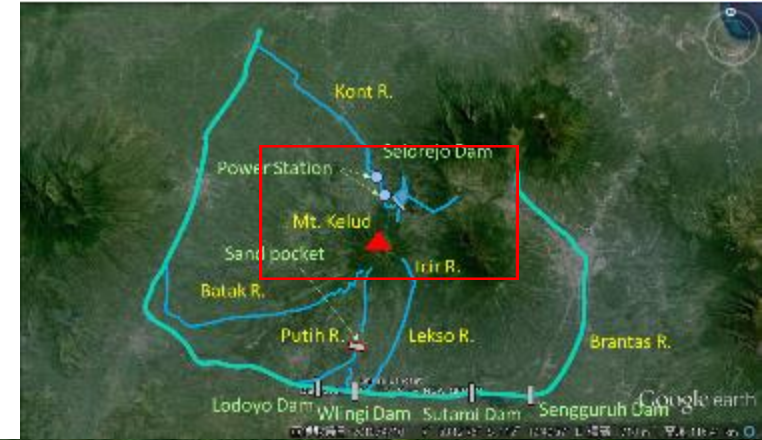 Kont R.
Selorejo Dam
Power Station
Mt. Kelud
Sand pocket
Icir R.
Batak R.
Putih R.
Lekso R.
Brantas R.
Lodoyo Dam
Wlingi Dam
Sutami Dam
Sengguruh Dam
Google earth